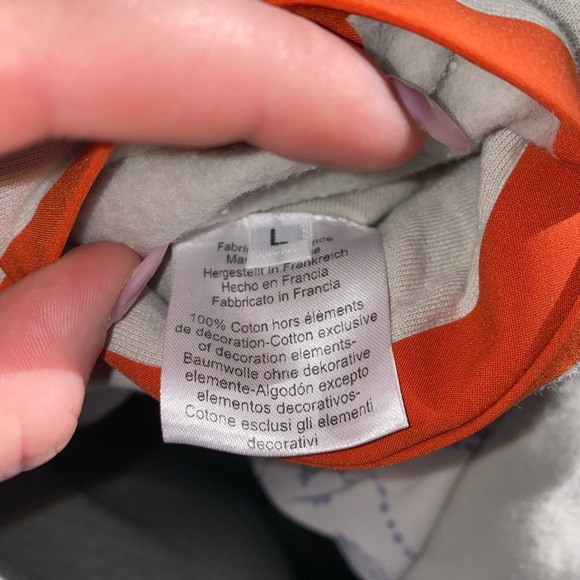 L
Hergestellt in Frankreich
Hecho en Francia
Fabbricato in Francia
100% Coton hors éléments
de décoration-Cotton exclusive
of decoration elements-
Baumwolle ohne dekorative
elemente-Algodón excepto
elementos decorativos-
Cotone esclusi gli elementi
decorativi